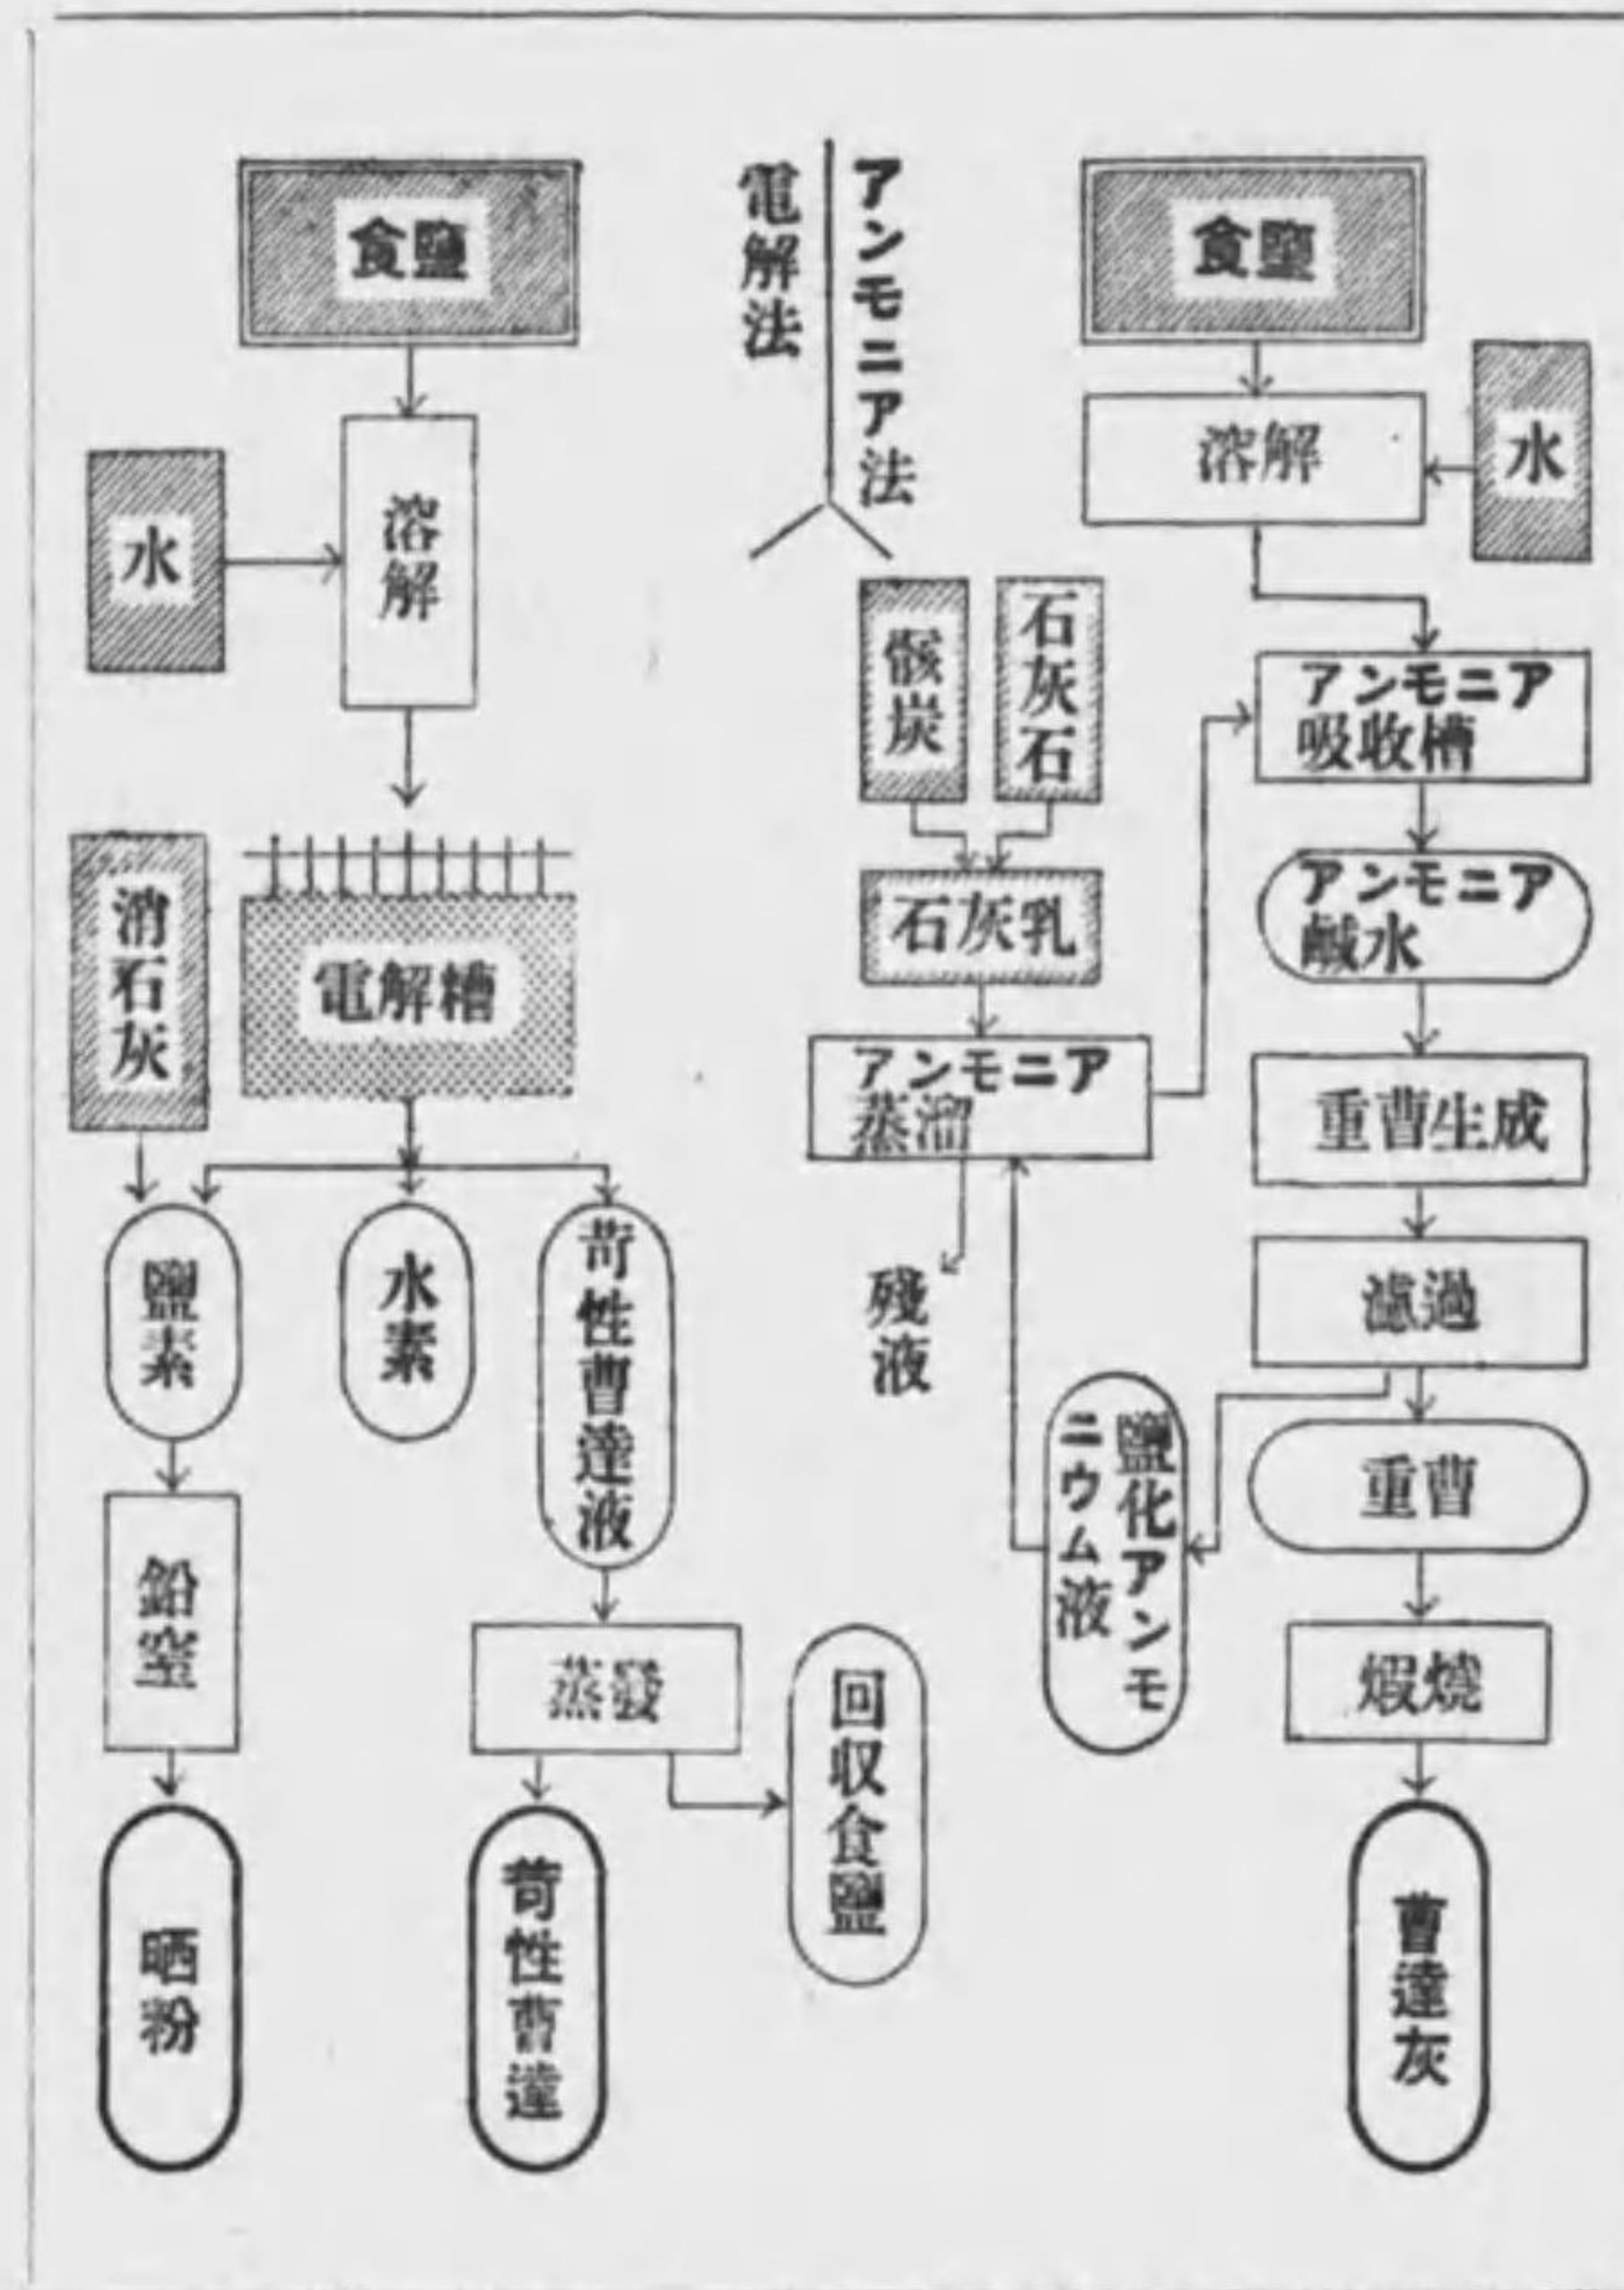 アンモニア法
電解法
食鹽
水
溶解
アンモニア
吸收槽
アンモニア
鹹水
重曹生成
濾過
重曹
煆燒
曹達灰
石灰石
骸炭
石灰乳
アンモニア
蒸溜
殘液
鹽化アンモ
ニウム液
食鹽
水
溶解
電解糟
消石灰
鹽素
水素
苛性曹達液
鉛室
晒粉
蒸發
苛性曹達
回収食鹽